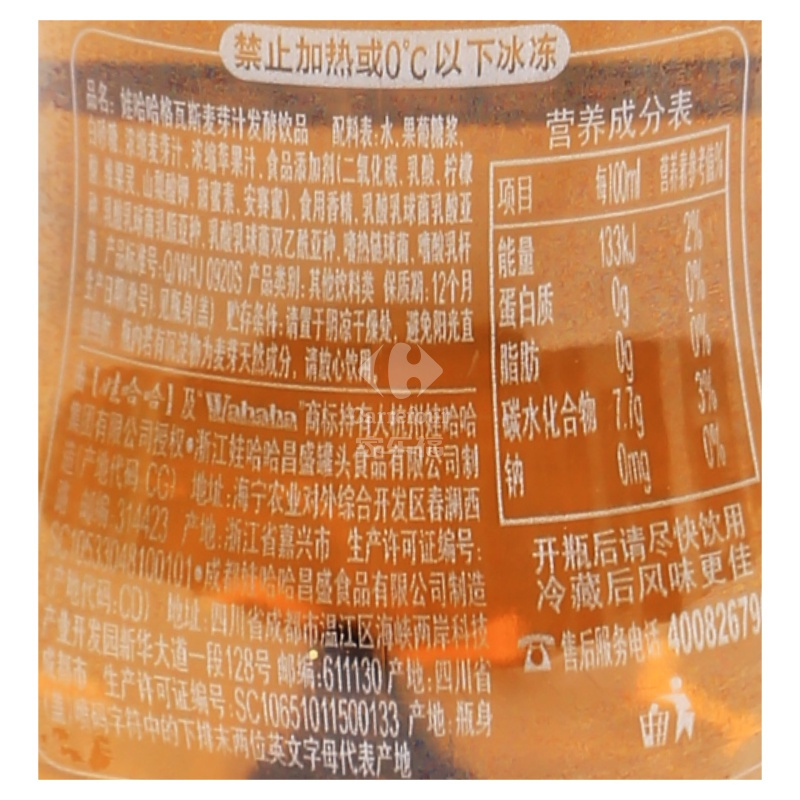 禁止加热或0℃以下冰冻
品名:娃哈哈格瓦斯麦芽汁发酵饮品 配料表:水、果葡糖浆、
白砂糖、浓缩麦芽汁、浓缩苹果汁、食品添加剂(二氧化碳、乳酸、柠檬
山梨酸钾、甜蜜素、安赛蜜)、食用香精、乳酸乳球菌乳酸亚
乳酸乳球菌乳脂亚种、乳酸乳球菌双乙酰亚种、嗜热链球菌、嗜酸乳杆
菌 产品标准号:Q/WHJ 0920S 产品类别:其他饮料类 保质期:12个月
生产日期(批号):见瓶身(盖) 贮存条件:请置于阴凉干燥处,避免阳光直
瓶内若有沉淀物为麦芽天然成分,请放心饮用。
【娃哈哈】及"Wahaha"商标持有人杭州娃哈哈
集团有限公司授权•浙江娃哈哈昌盛罐头食品有限公司制
造(产地代码CG) 地址:海宁农业对外综合开发区春澜西
邮编:314423 产地:浙江省嘉兴市 生产许可证编号:
SC10533048100101•成都娃哈哈昌盛食品有限公司制造
(产地代码:CD) 地址:四川省成都市温江区海峡两岸科技
产业开发园新华大道一段128号 邮编:611130 产地:四川省
成都市 生产许可证编号:SC10651011500133 产地:瓶身
(盖)喷码字符中的下排末两位英文字母代表产地
营养成分表
项目 每100ml 营养素参考值%
能量 133kJ 2%
蛋白质 0g 0%
脂肪 0g 0%
碳水化合物 7.7g 3%
钠 0mg 0%
开瓶后请尽快饮用
冷藏后风味更佳
售后服务电话 40082679
家乐福